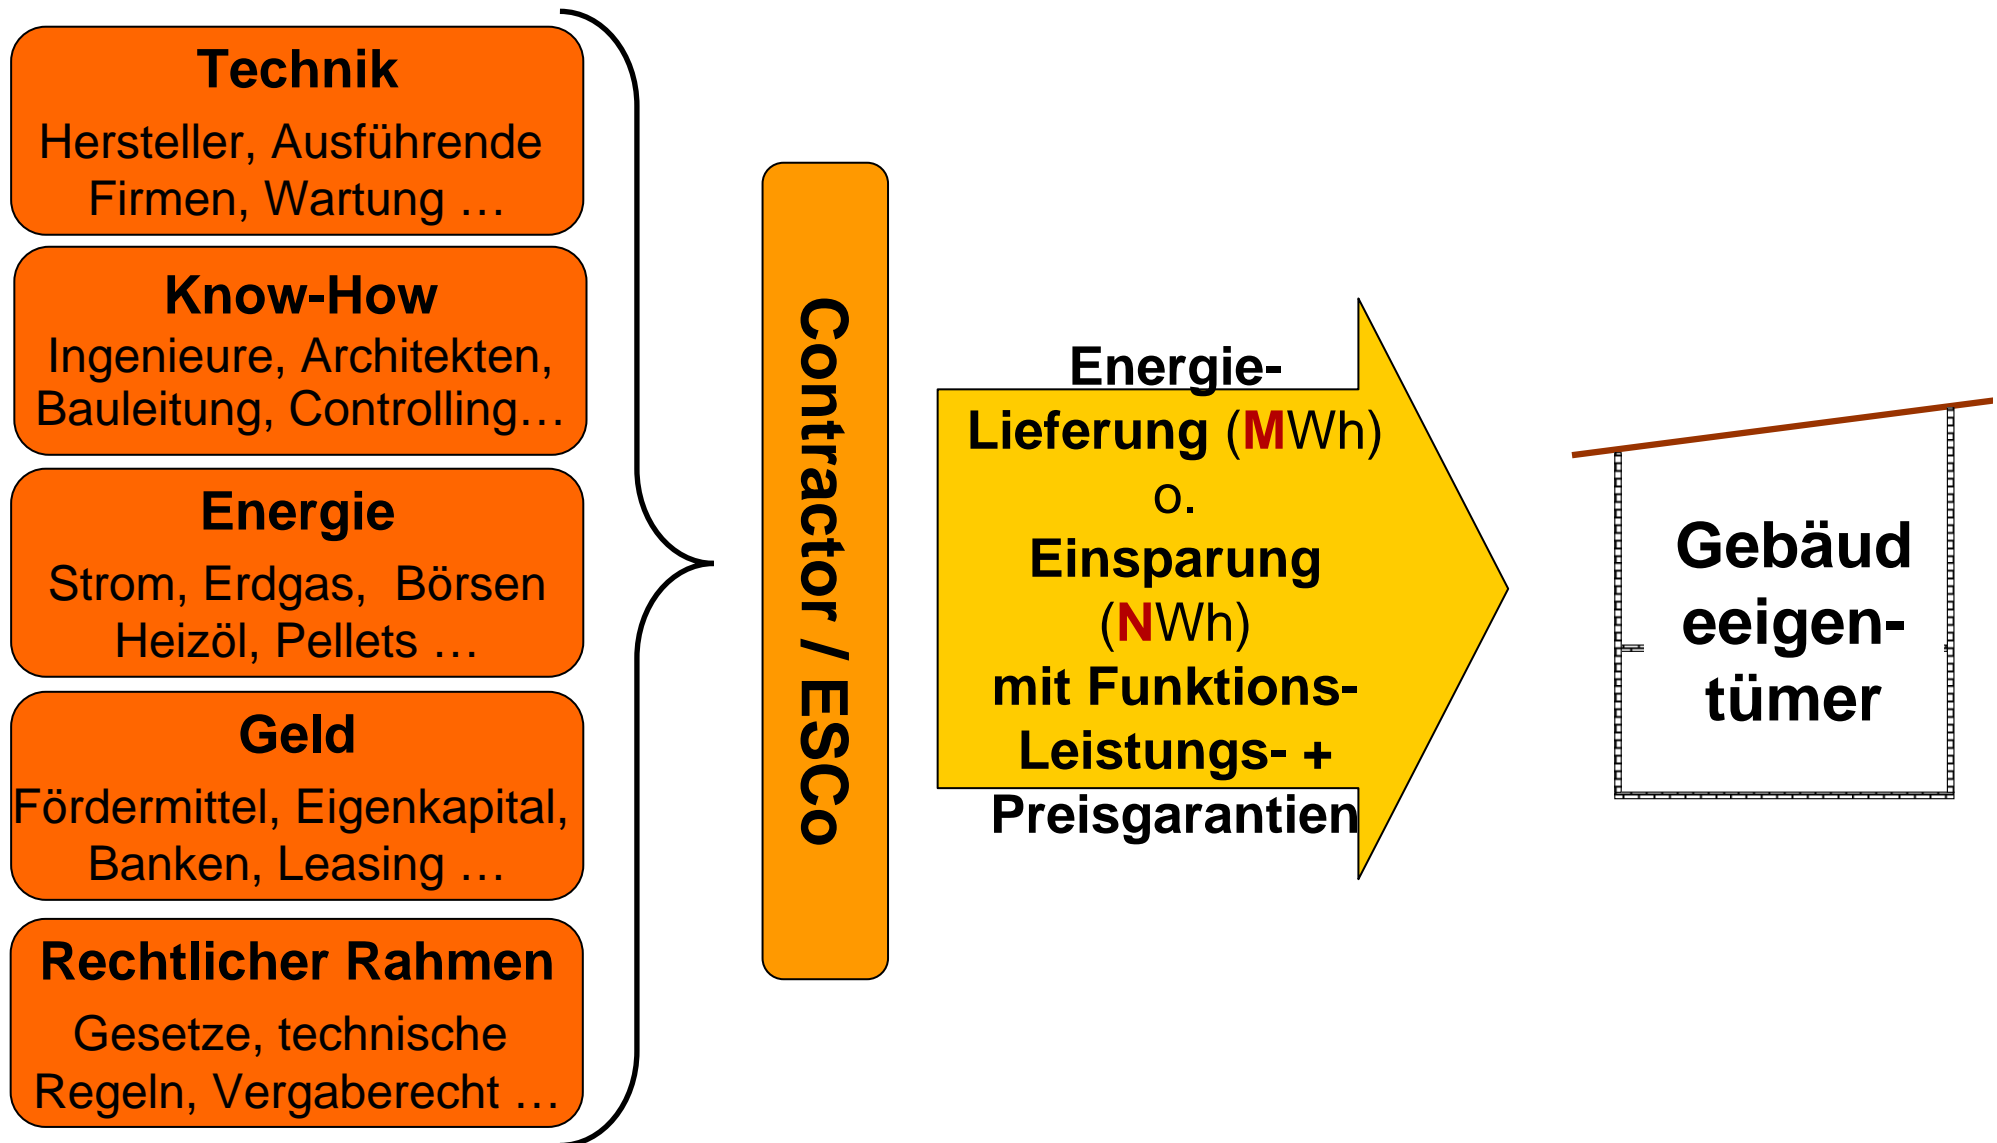 Technik
Hersteller, Ausführende
Firmen, Wartung …
Know-How
Ingenieure, Architekten,
Bauleitung, Controlling…
Energie
Strom, Erdgas, Börsen
Heizöl, Pellets …
Geld
Fördermittel, Eigenkapital,
Banken, Leasing …
Rechtlicher Rahmen
Gesetze, technische
Regeln, Vergaberecht …
Contractor / ESCo
Energie-
Lieferung (MWh)
o.
Einsparung
(NWh)
mit Funktions-
Leistungs- +
Preisgarantien
Gebäud
eeigen-
tümer